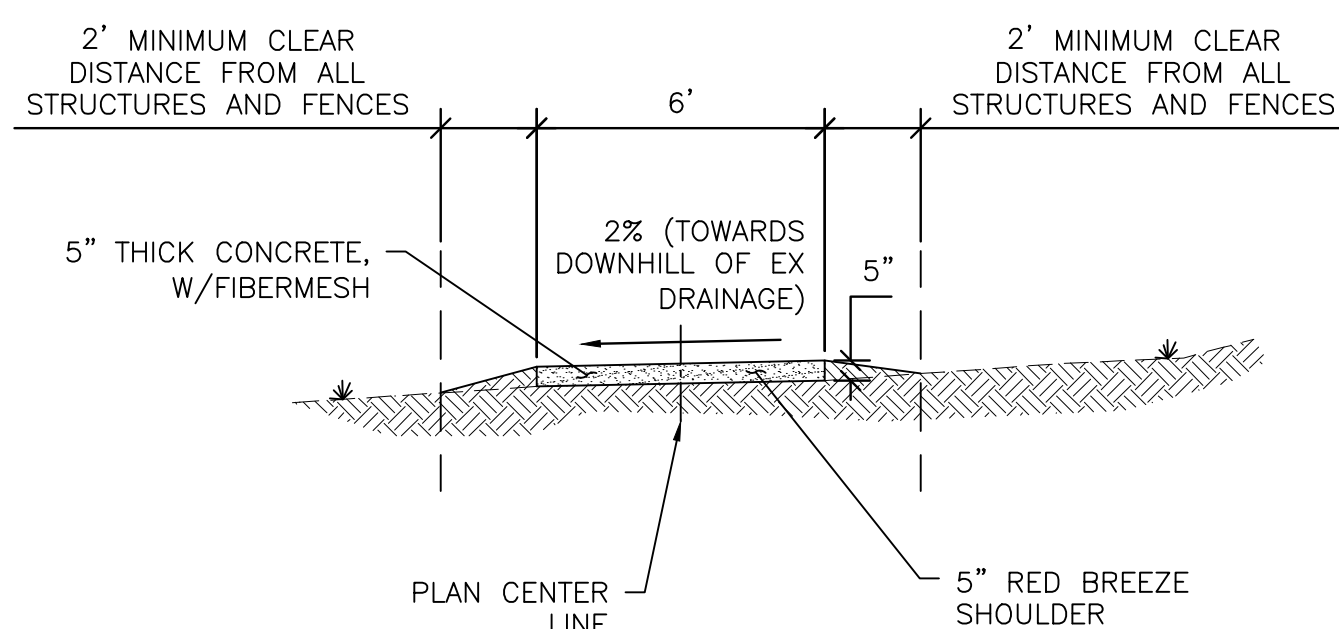 2' MINIMUM CLEAR
DISTANCE FROM ALL
STRUCTURES AND FENCES
6'
2' MINIMUM CLEAR
DISTANCE FROM ALL
STRUCTURES AND FENCES
5" THICK CONCRETE,
W/FIBERMESH
2% (TOWARDS
DOWNHILL OF EX
DRAINAGE)
5"
PLAN CENTER
LINE
5" RED BREEZE
SHOULDER